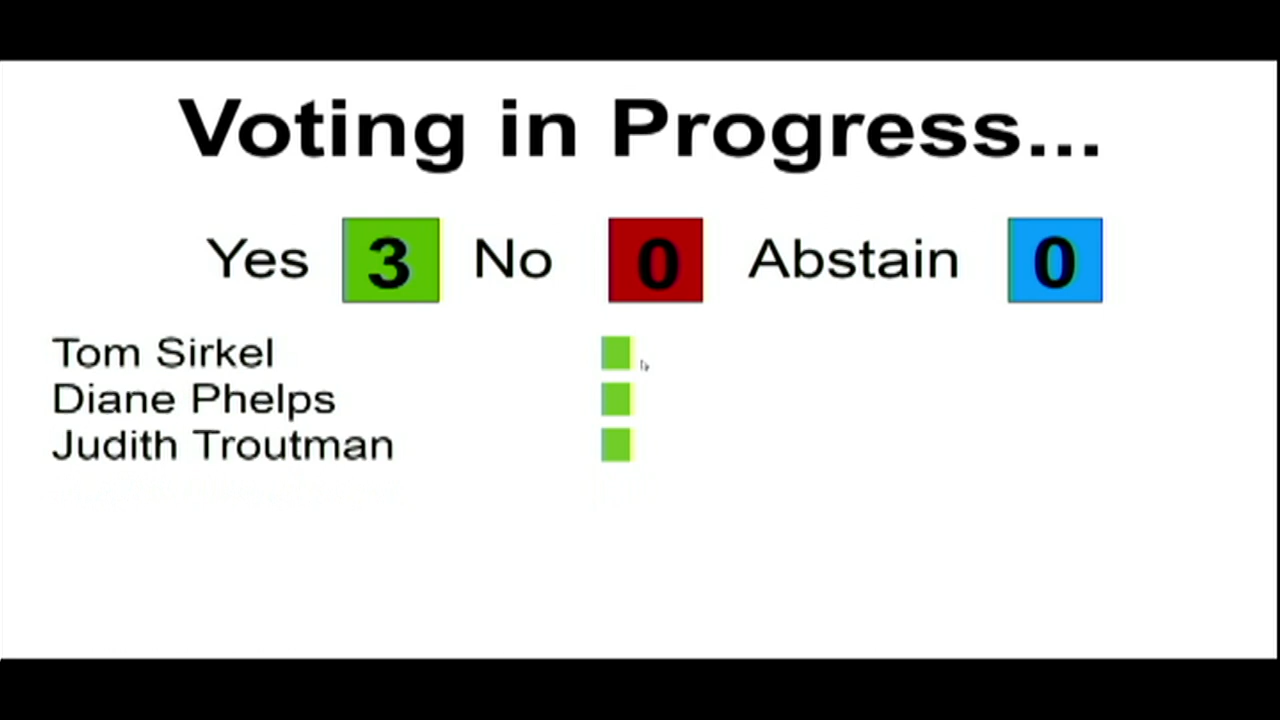 Voting in Progress...
Yes 3 No 0 Abstain 0
Tom Sirkel
Diane Phelps
Judith Troutman